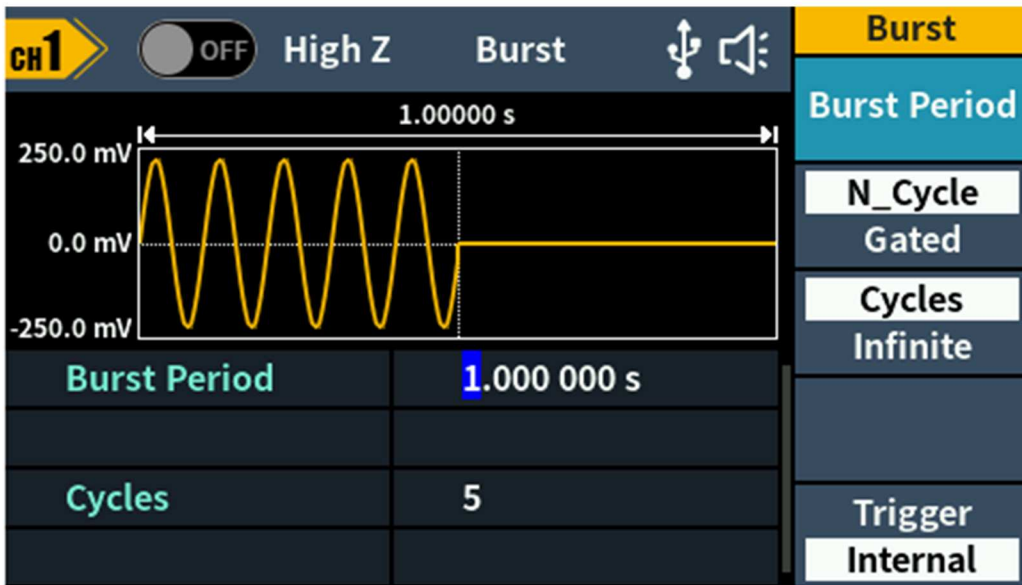 CH1 OFF High Z Burst
1.00000 s
250.0 mV
0.0 mV
-250.0 mV
Burst Period 1.000 000 s
Cycles 5
Burst
Burst Period
N_Cycle
Gated
Cycles
Infinite
Trigger
Internal